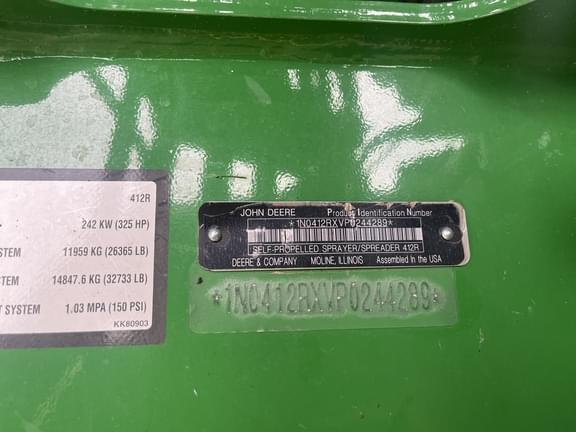 412R
242 KW (325 HP)
YSTEM 11959 KG (26365 LB)
STEM 14847.6 KG (32733 LB)
T SYSTEM 1.03 MPA (150 PSI)
KK80903
JOHN DEERE Product Identification Number
*1N0412RXVP0244289*
SELF-PROPELLED SPRAYER/SPREADER 412R
DEERE & COMPANY MOLINE, ILLINOIS Assembled In the USA
*1N0412RXVP0244289*